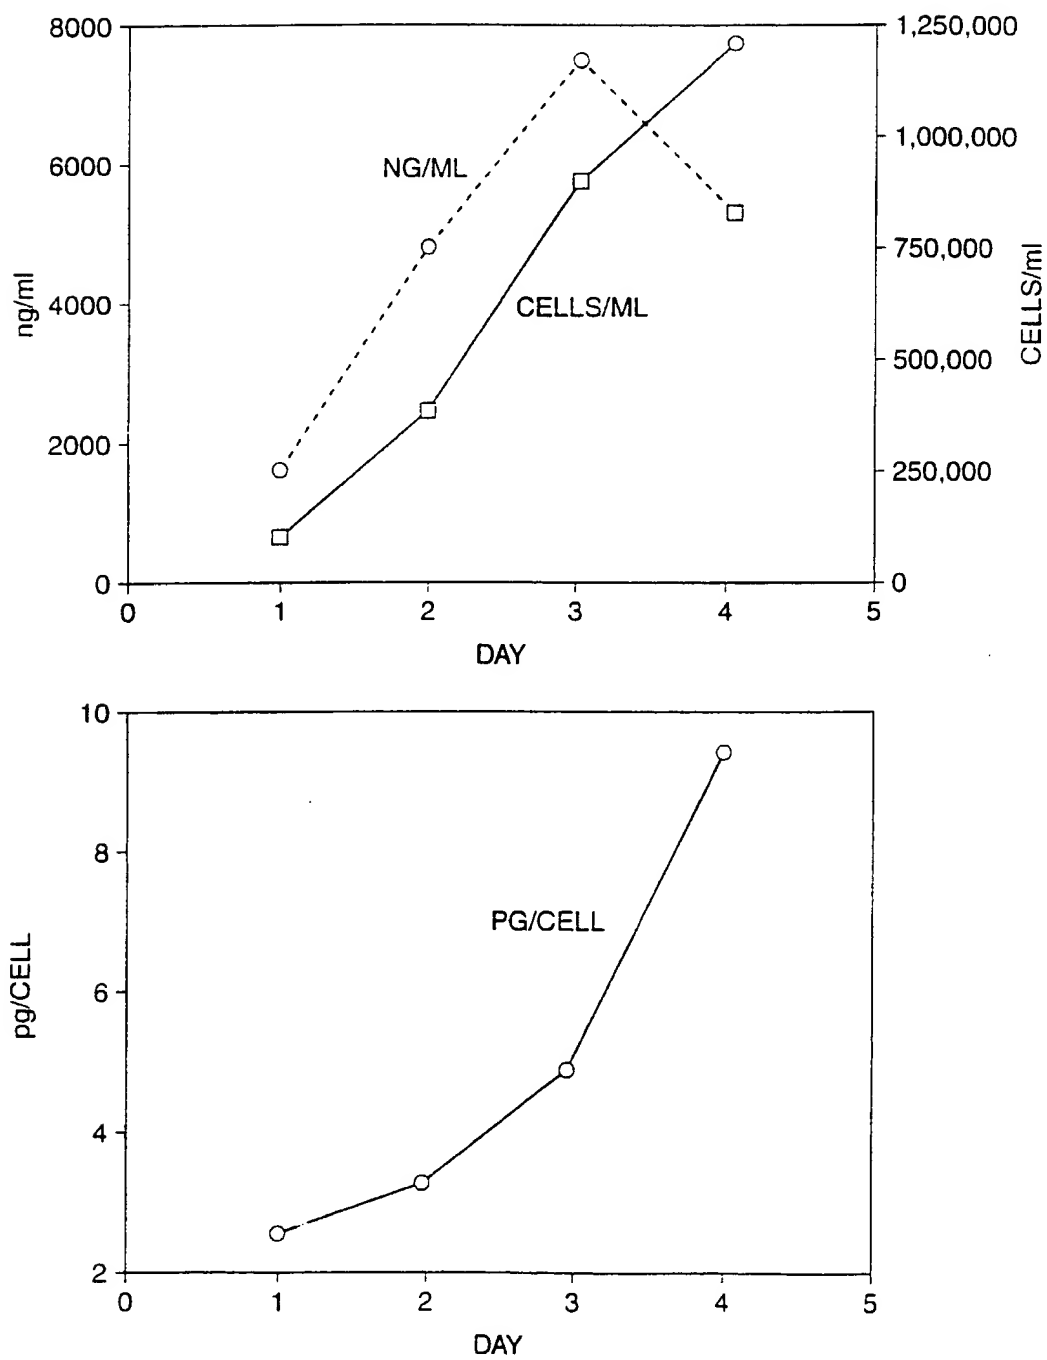 8000
6000
4000
2000
0
ng/ml
1,250,000
1,000,000
750,000
500,000
250,000
0
CELLS/ml
NG/ML
CELLS/ML
0 1 2 3 4 5
DAY
10
8
6
4
2
pg/CELL
PG/CELL
0 1 2 3 4 5
DAY